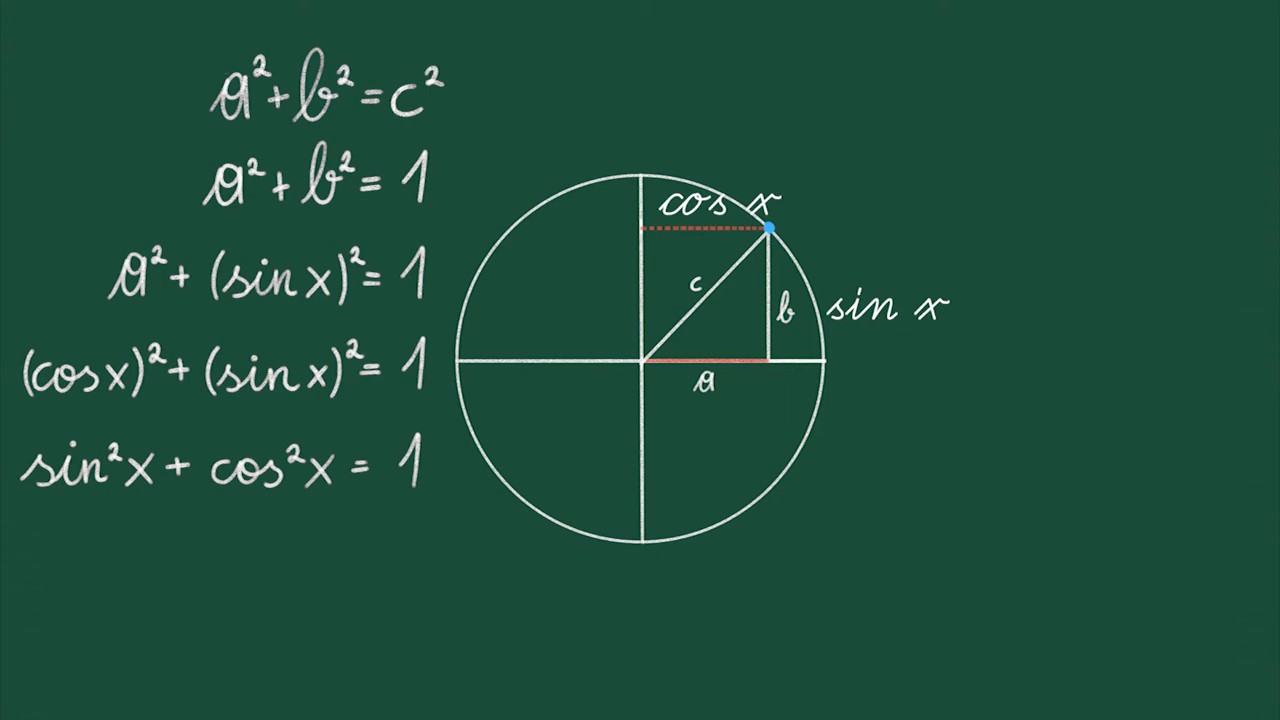 a² + b² = c²
a² + b² = 1
a² + (sin x)² = 1
(cos x)² + (sin x)² = 1
sin²x + cos²x = 1
cos x
c
b
sin x
a